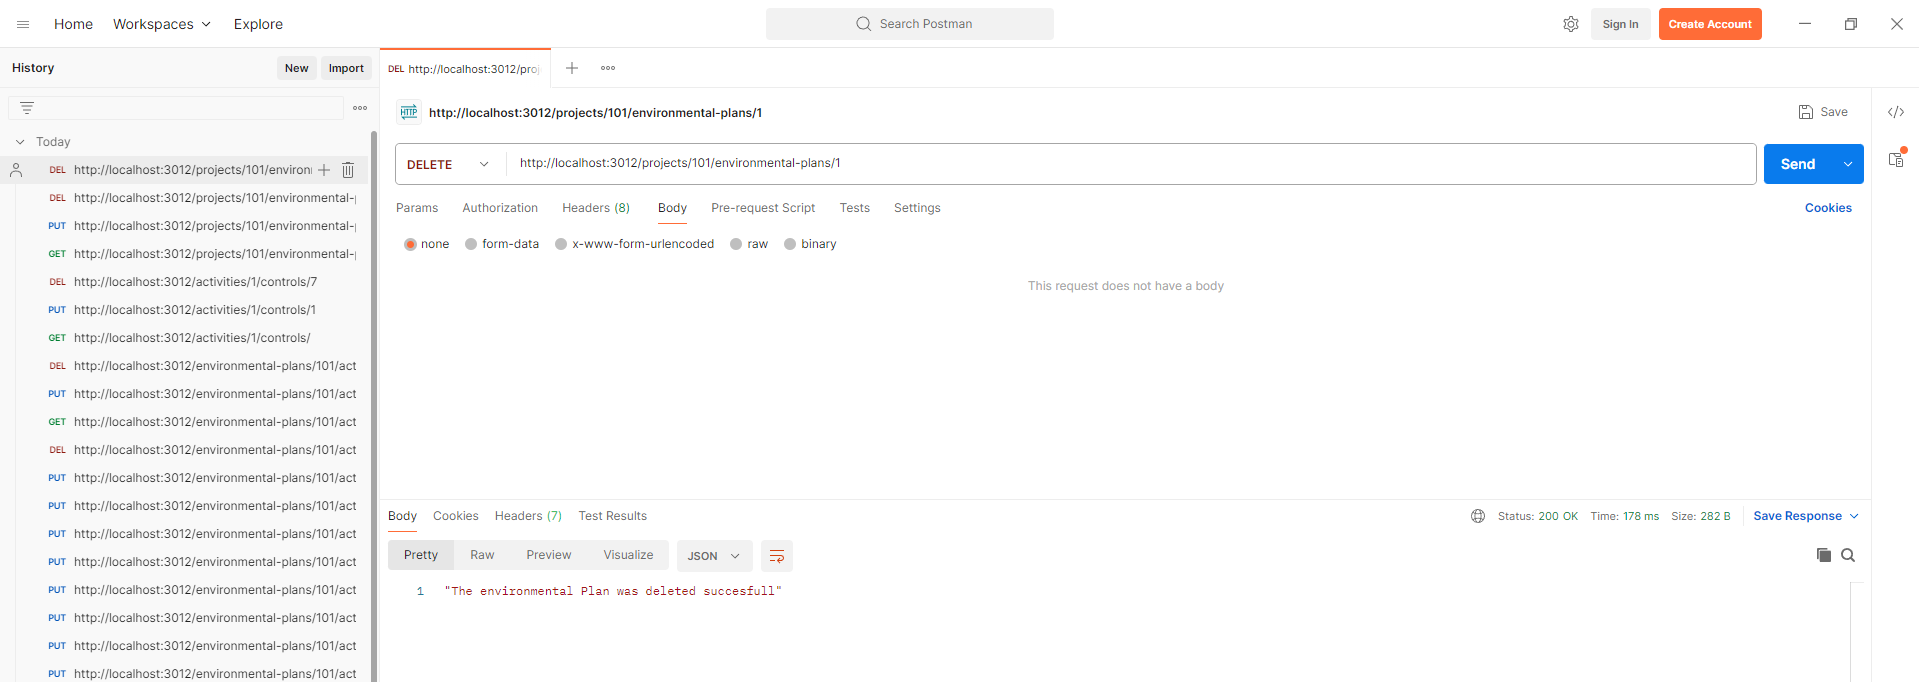 Home Workspaces Explore Search Postman Sign In Create Account
History New Import
DEL http://localhost:3012/pro
http://localhost:3012/projects/101/environmental-plans/1 Save
Today
DEL http://localhost:3012/projects/101/environ
DEL http://localhost:3012/projects/101/environmental-
PUT http://localhost:3012/projects/101/environmental-
GET http://localhost:3012/projects/101/environmental-
DEL http://localhost:3012/activities/1/controls/7
PUT http://localhost:3012/activities/1/controls/1
GET http://localhost:3012/activities/1/controls/
DEL http://localhost:3012/environmental-plans/101/act
PUT http://localhost:3012/environmental-plans/101/act
GET http://localhost:3012/environmental-plans/101/act
DEL http://localhost:3012/environmental-plans/101/act
PUT http://localhost:3012/environmental-plans/101/act
PUT http://localhost:3012/environmental-plans/101/act
PUT http://localhost:3012/environmental-plans/101/act
PUT http://localhost:3012/environmental-plans/101/act
PUT http://localhost:3012/environmental-plans/101/act
PUT http://localhost:3012/environmental-plans/101/act
PUT http://localhost:3012/environmental-plans/101/act
PUT http://localhost:3012/environmental-plans/101/act
HTTP
DELETE http://localhost:3012/projects/101/environmental-plans/1 Send
Params Authorization Headers (8) Body Pre-request Script Tests Settings Cookies
none form-data x-www-form-urlencoded raw binary
This request does not have a body
Body Cookies Headers (7) Test Results Status: 200 OK Time: 178 ms Size: 282 B Save Response
Pretty Raw Preview Visualize JSON
1 "The environmental Plan was deleted succesfull"